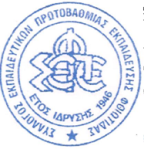 ΣΥΛΛΟΓΟΣ ΕΚΠΑΙΔΕΥΤΙΚΩΝ ΠΡΩΤΟΒΑΘΜΙΑΣ ΕΚΠΑΙΔΕΥΣΗΣ ΦΘΙΩΤΙΔΑΣ
ΕΤΟΣ ΙΔΡΥΣΗΣ 1946